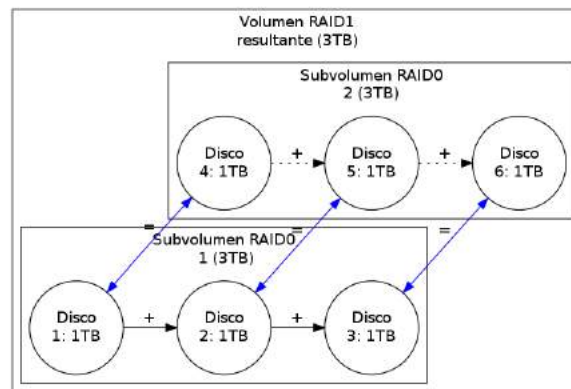 Volumen RAID1
resultante (3TB)
Subvolumen RAID0
2 (3TB)
Disco
4: 1TB
+
Disco
5: 1TB
+
Disco
6: 1TB
=
=
=
Subvolumen RAID0
1 (3TB)
Disco
1: 1TB
+
Disco
2: 1TB
+
Disco
3: 1TB